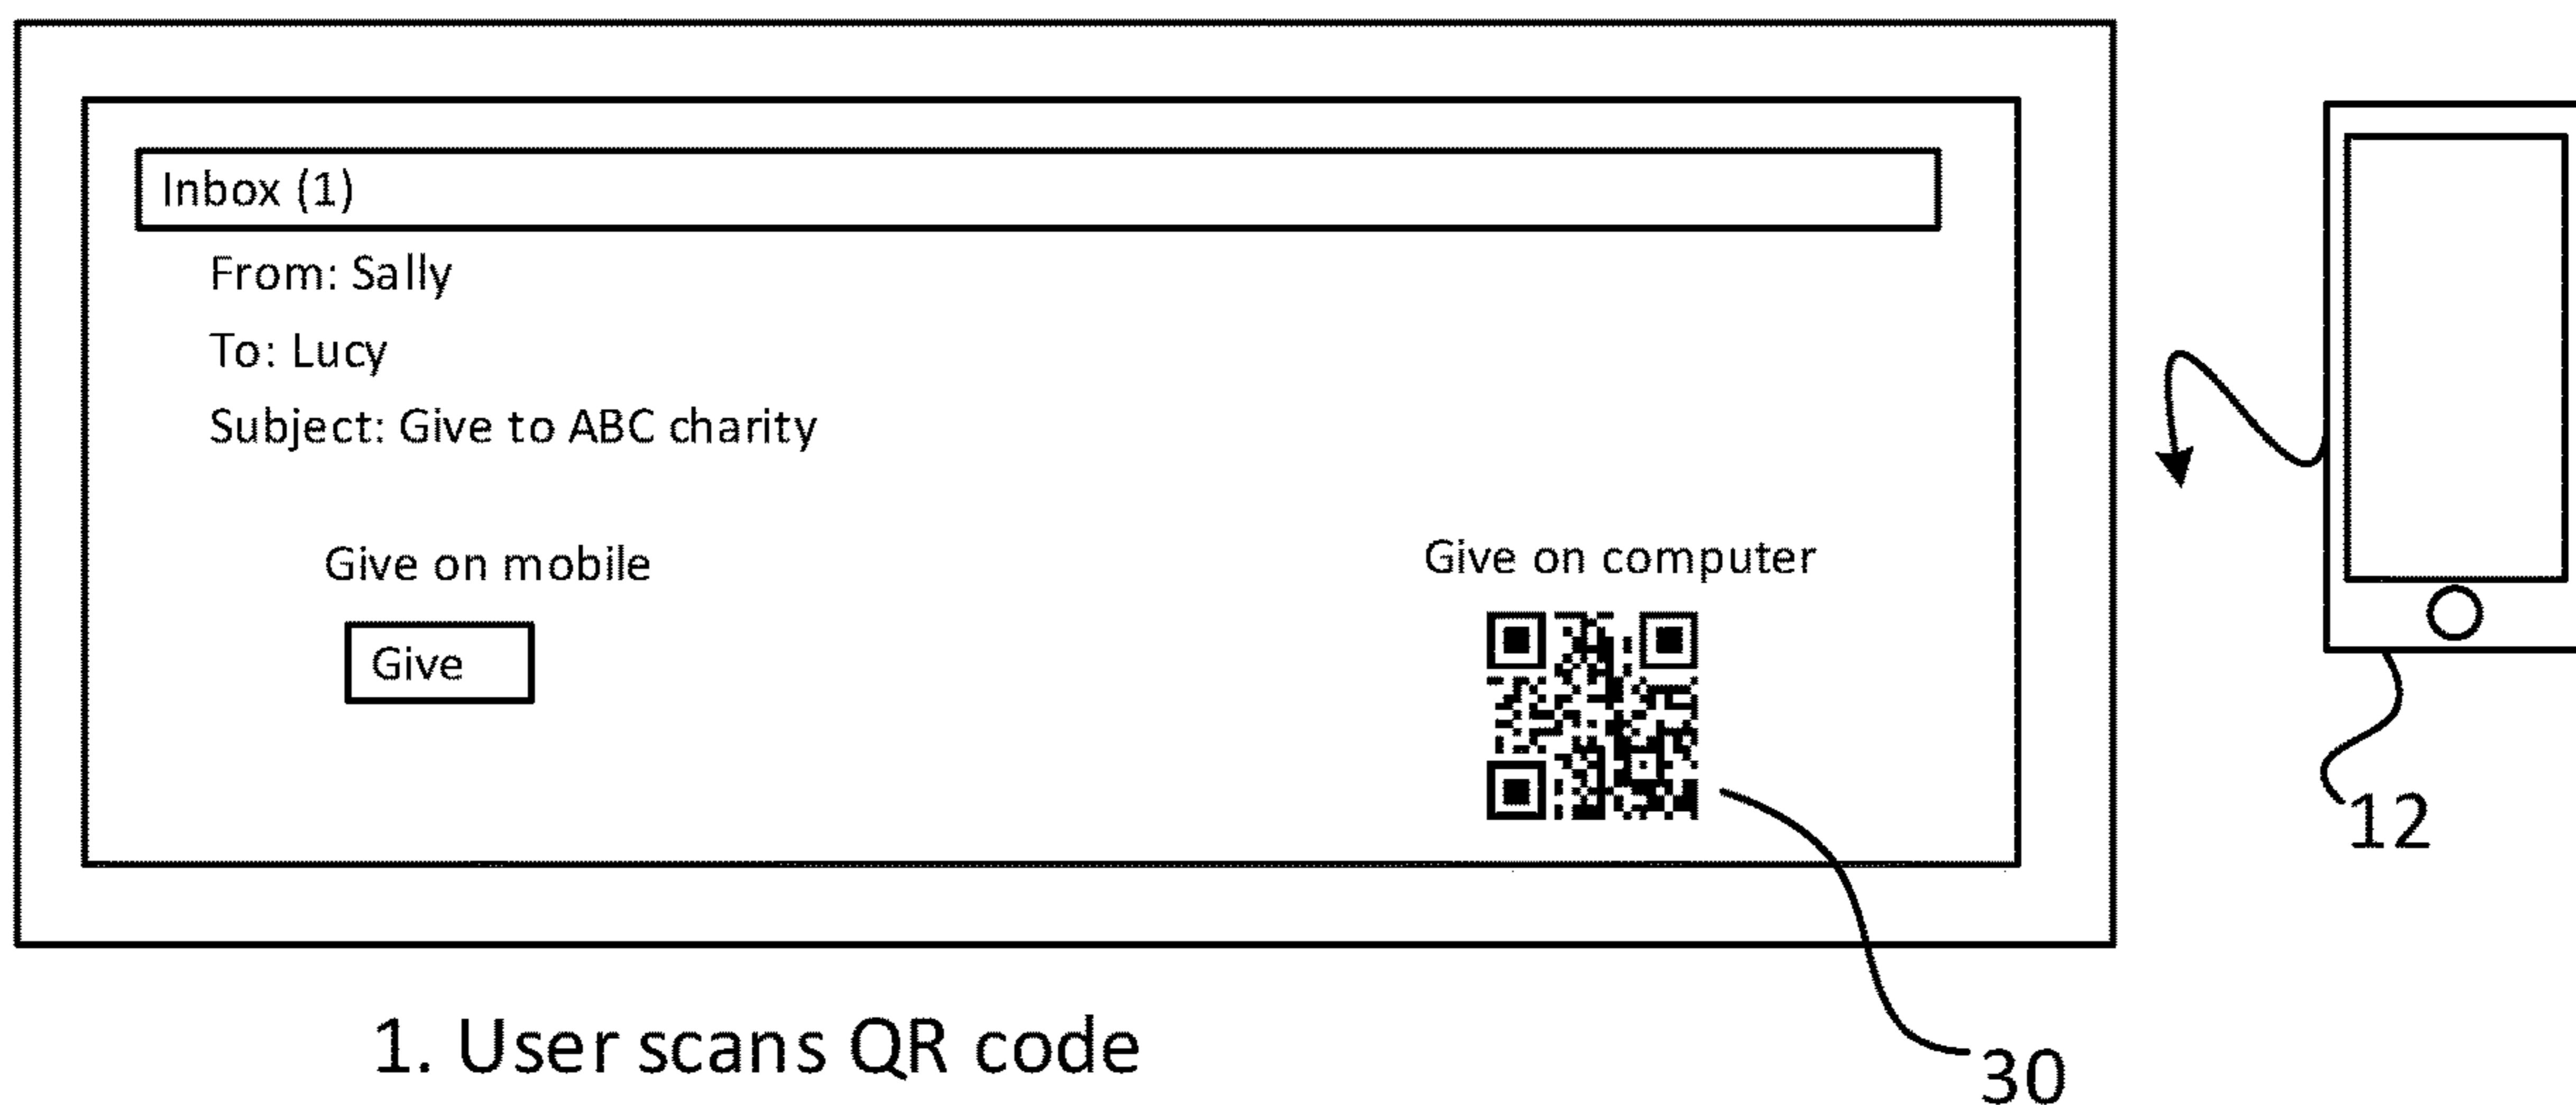 Inbox (1)
From: Sally
To: Lucy
Subject: Give to ABC charity
Give on mobile
Give on computer
Give
12
1. User scans QR code
30